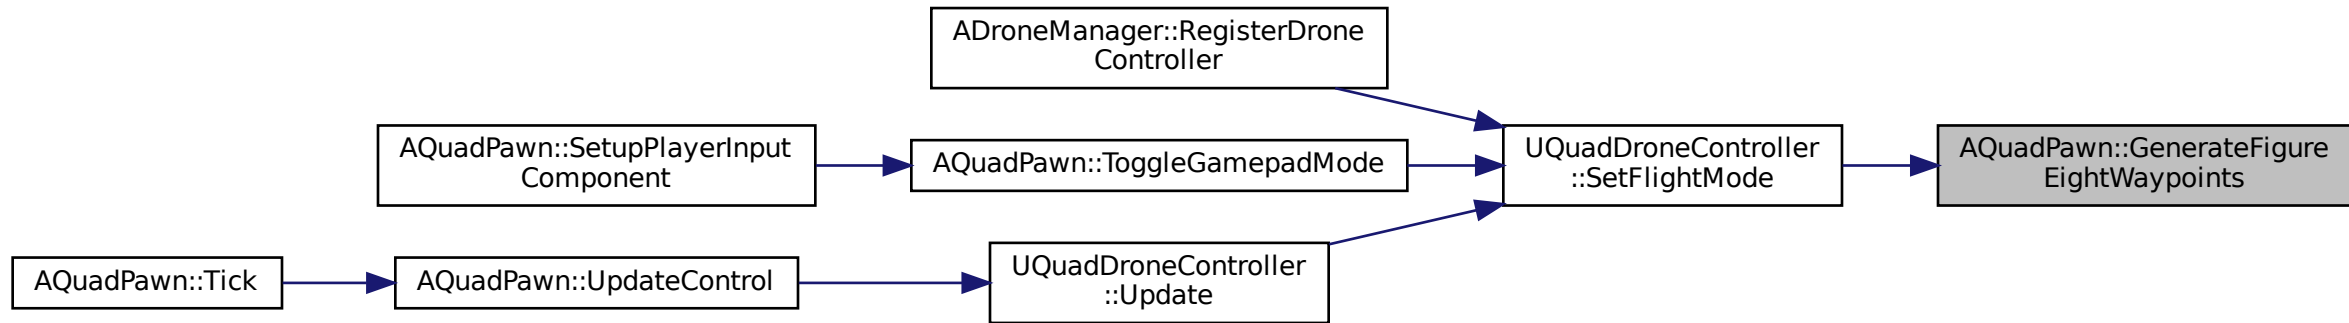 ADroneManager::RegisterDrone
Controller
AQuadPawn::SetupPlayerInput
Component
AQuadPawn::ToggleGamepadMode
UQuadDroneController
::SetFlightMode
AQuadPawn::GenerateFigure
EightWaypoints
AQuadPawn::Tick
AQuadPawn::UpdateControl
UQuadDroneController
::Update